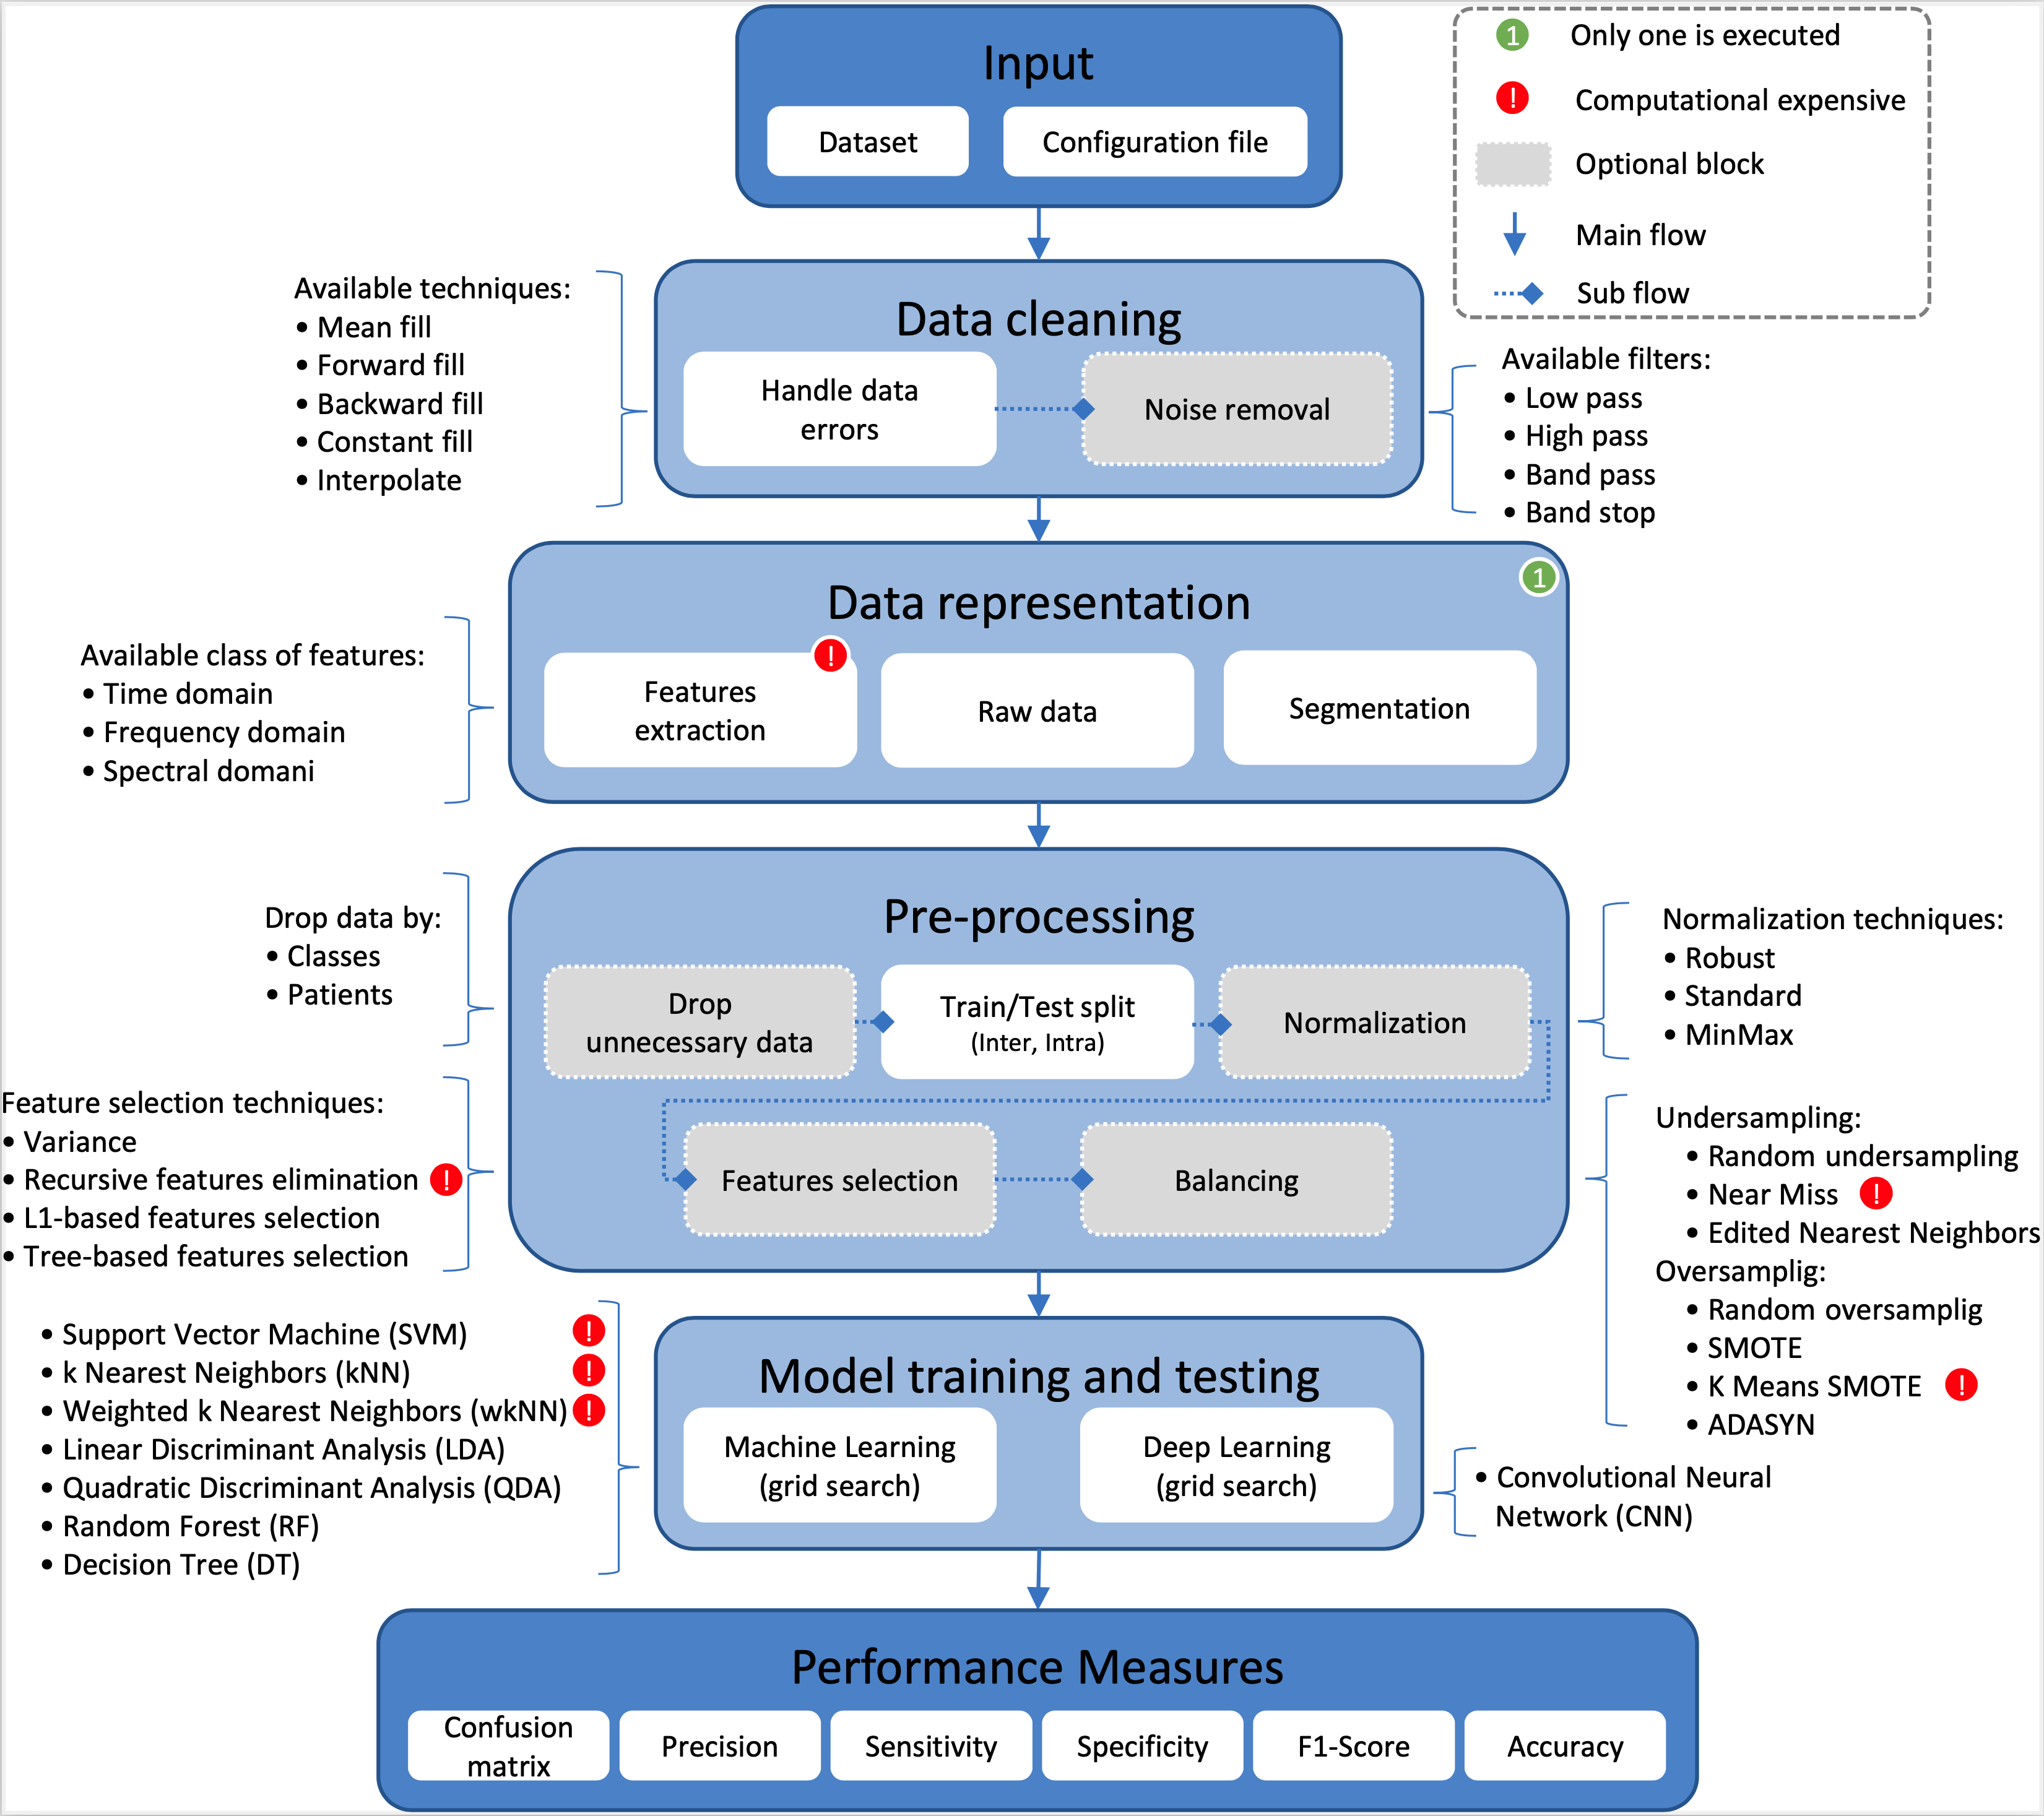 Input
Dataset
Configuration file
1
Only one is executed
!
Computational expensive
Optional block
Main flow
Sub flow
Available techniques:
• Mean fill
• Forward fill
• Backward fill
• Constant fill
• Interpolate
Data cleaning
Handle data
errors
Noise removal
Available filters:
• Low pass
• High pass
• Band pass
• Band stop
Available class of features:
• Time domain
• Frequency domain
• Spectral domani
Data representation
1
!
Features
extraction
Raw data
Segmentation
Drop data by:
• Classes
• Patients
Pre-processing
Drop
unnecessary data
Train/Test split
(Inter, Intra)
Normalization
Features selection
Balancing
Normalization techniques:
• Robust
• Standard
• MinMax
Feature selection techniques:
• Variance
• Recursive features elimination !
• L1-based features selection
• Tree-based features selection
Undersampling:
• Random undersampling
• Near Miss !
• Edited Nearest Neighbors
Oversamplig:
• Random oversamplig
• SMOTE
• K Means SMOTE !
• ADASYN
• Support Vector Machine (SVM) !
• k Nearest Neighbors (kNN) !
• Weighted k Nearest Neighbors (wkNN) !
• Linear Discriminant Analysis (LDA)
• Quadratic Discriminant Analysis (QDA)
• Random Forest (RF)
• Decision Tree (DT)
Model training and testing
Machine Learning
(grid search)
Deep Learning
(grid search)
• Convolutional Neural
Network (CNN)
Performance Measures
Confusion
matrix
Precision
Sensitivity
Specificity
F1-Score
Accuracy